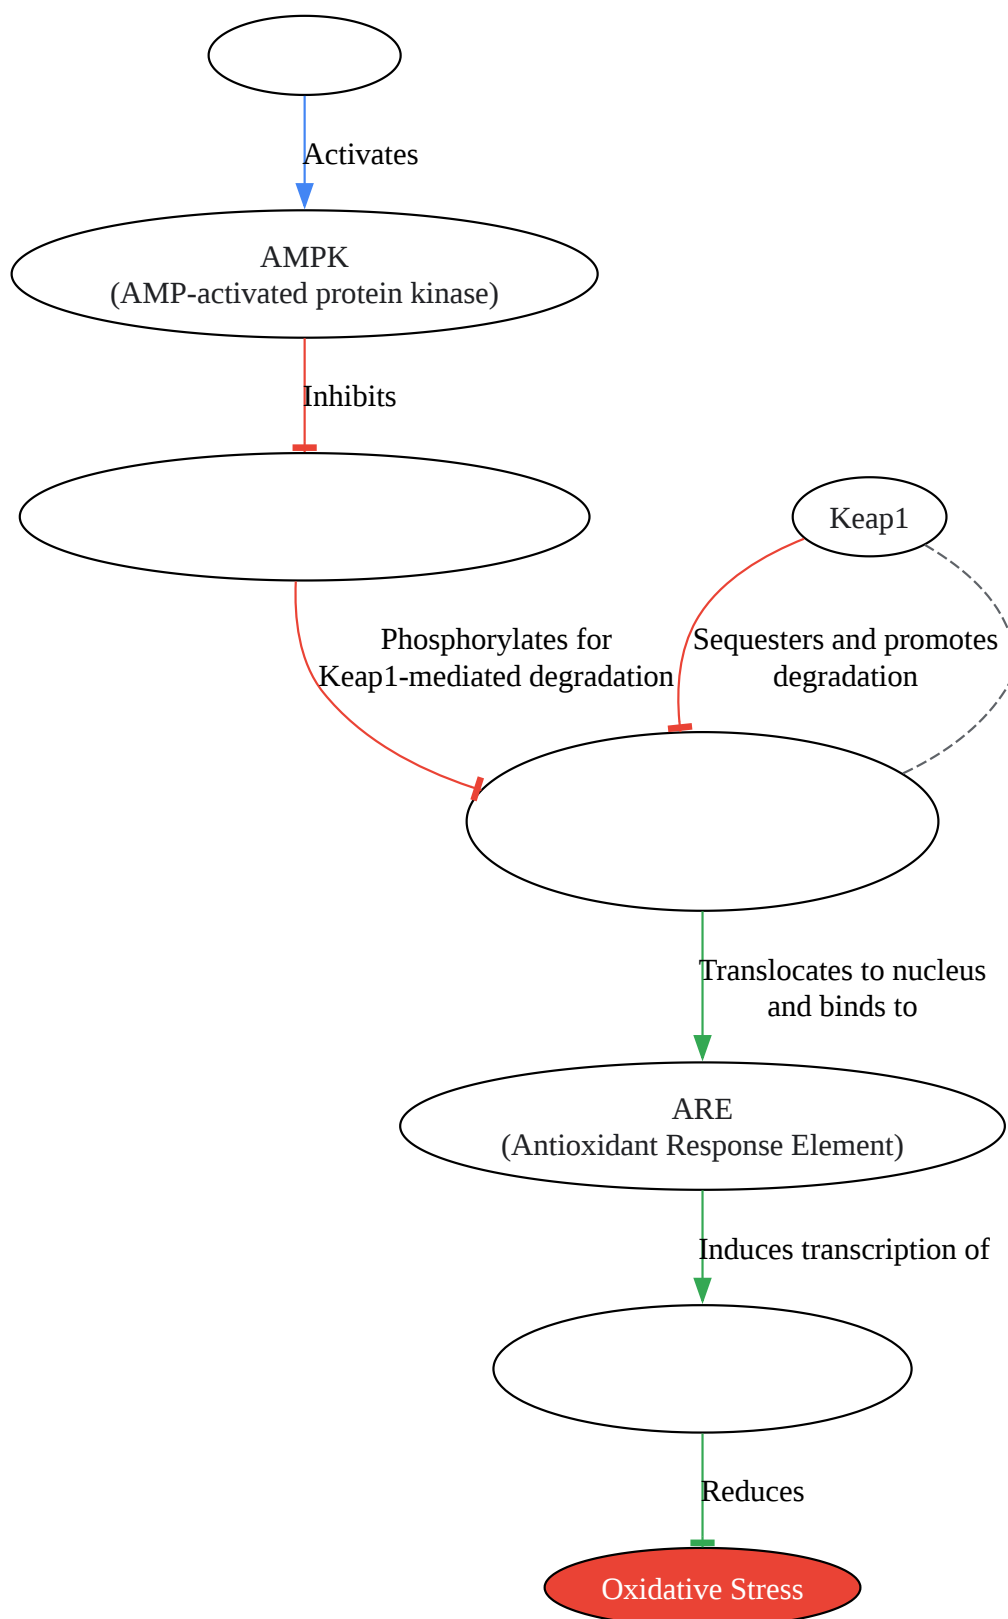 Activates
AMPK
(AMP-activated protein kinase)
Inhibits
Keap1
Phosphorylates for
Keap1-mediated degradation
Sequesters and promotes
degradation
Translocates to nucleus
and binds to
ARE
(Antioxidant Response Element)
Induces transcription of
Reduces
Oxidative Stress